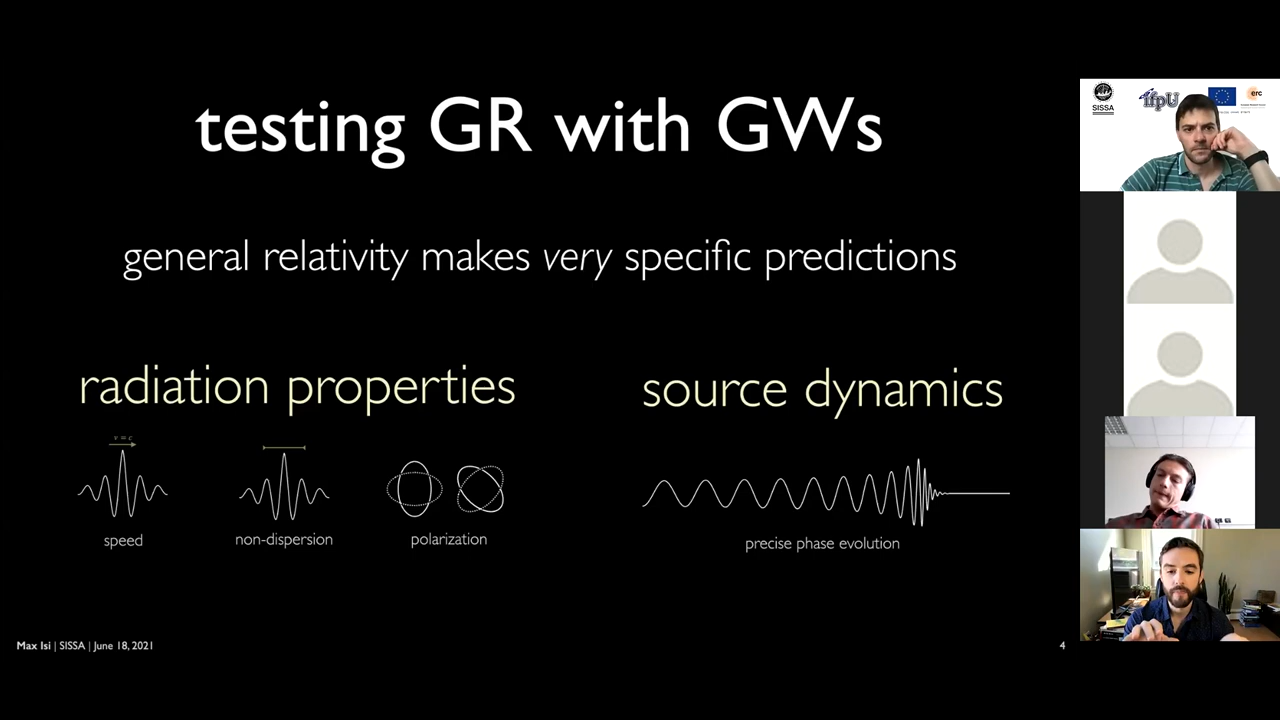 testing GR with GWs
general relativity makes very specific predictions
radiation properties
source dynamics
v = c
speed
non-dispersion
polarization
precise phase evolution
Max Isi | SISSA | June 18, 2021
4
SISSA
ifpU
erc